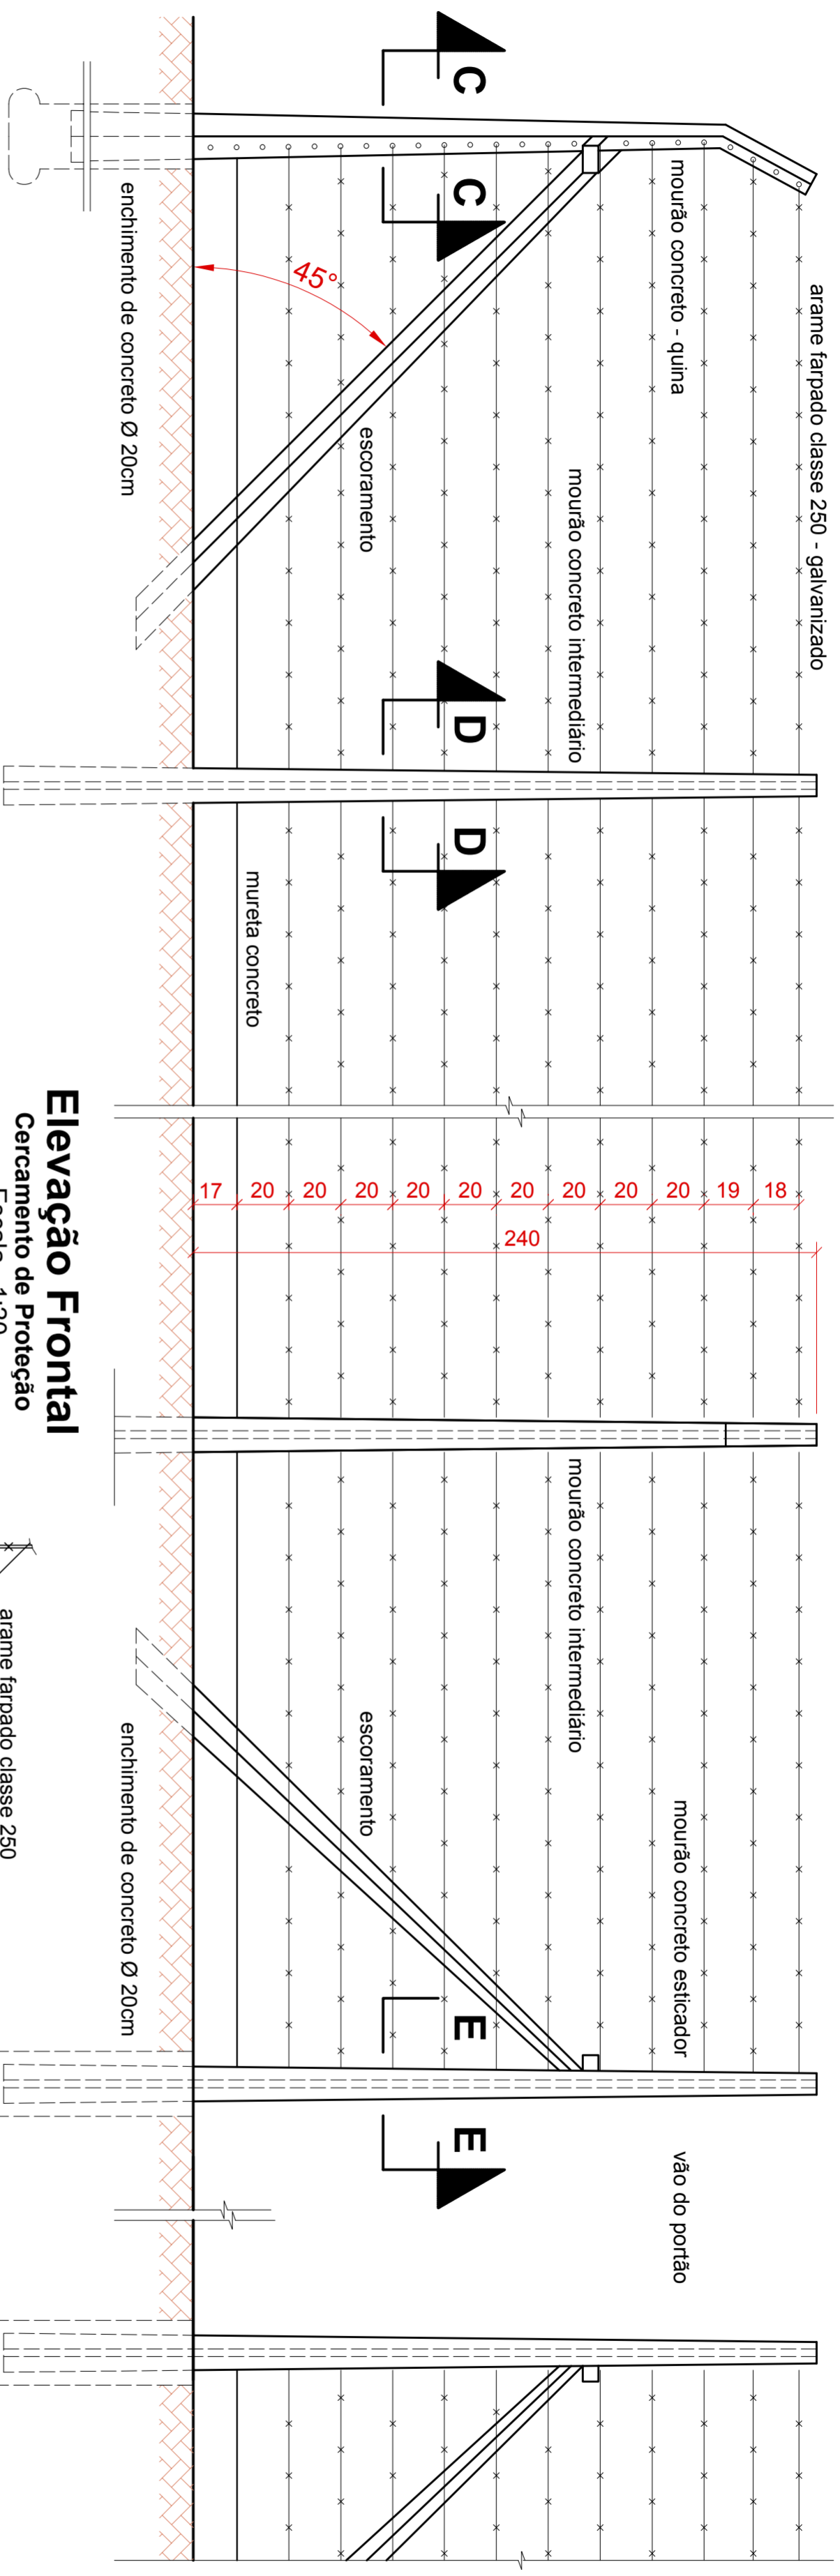 arame farpado classe 250 - galvanizado
mourão concreto - quina
mourão concreto intermediário
C
C
45°
escoramento
enchimento de concreto Ø 20cm
D
D
mureta concreto
17
20
20
20
20
20
20
20
20
20
19
18
240
mourão concreto intermediário
mourão concreto esticador
escoramento
enchimento de concreto Ø 20cm
E
E
vão do portão
Elevação Frontal
Cercamento de Proteção
arame farpado classe 250